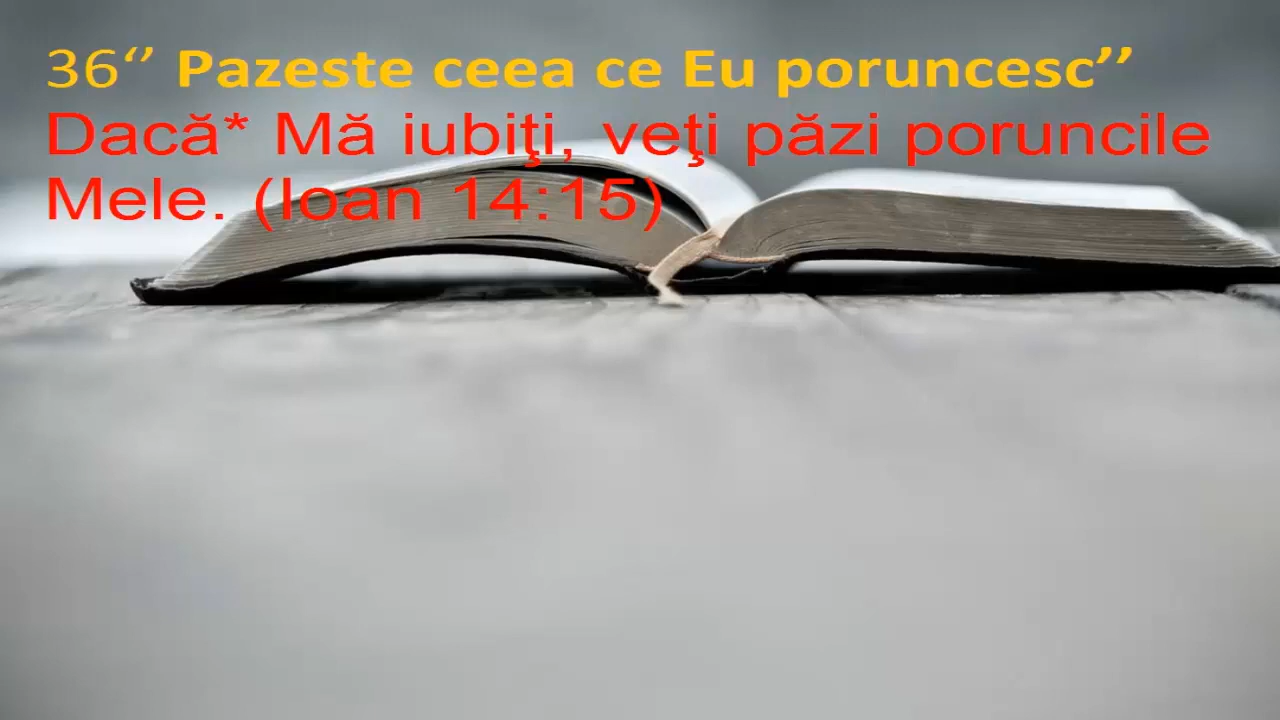 36‘’ Pazeste ceea ce Eu poruncesc’’
Dacă* Mă iubiţi, veţi păzi poruncile
Mele. (Ioan 14:15)